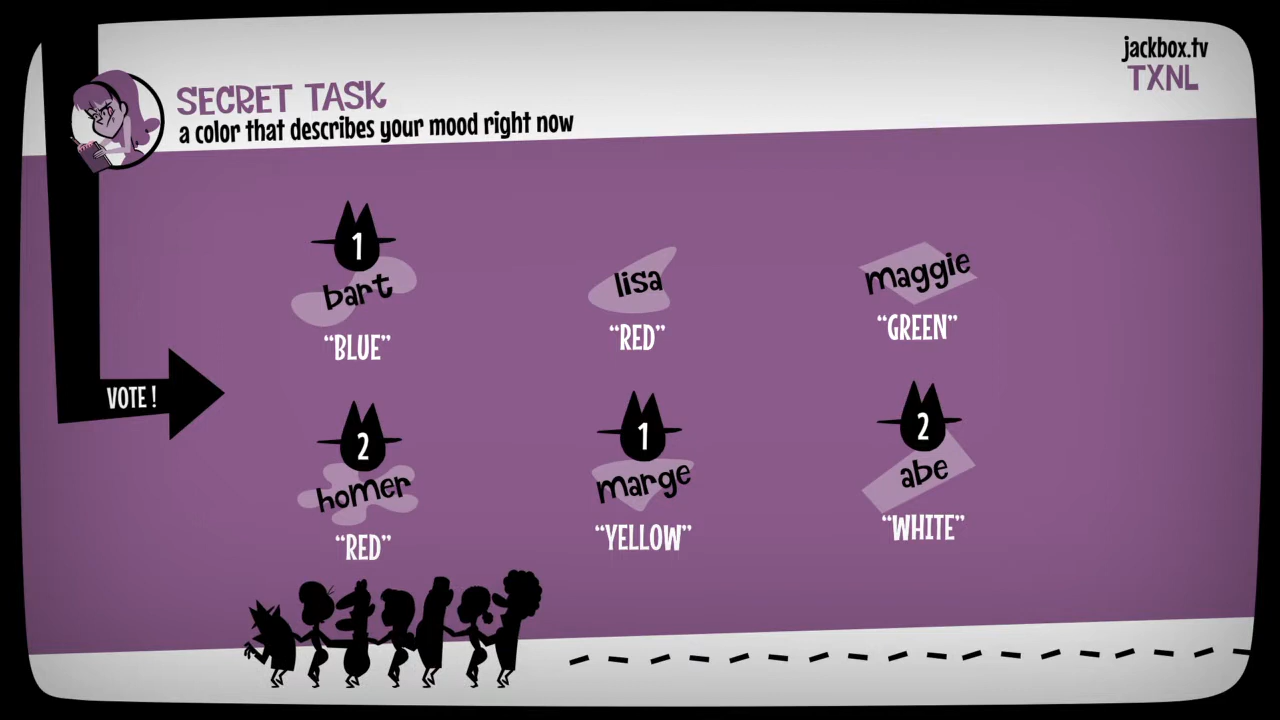 jackbox.tv
TXNL
SECRET TASK
a color that describes your mood right now
1
bart
"BLUE"
lisa
"RED"
maggie
"GREEN"
VOTE!
2
homer
"RED"
1
marge
"YELLOW"
2
abe
"WHITE"